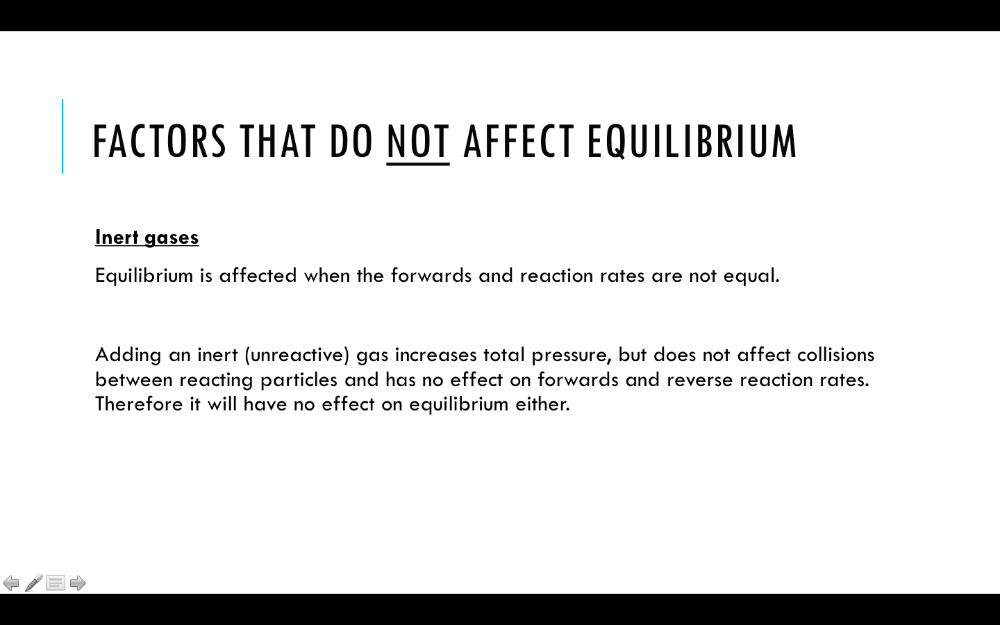 FACTORS THAT DO NOT AFFECT EQUILIBRIUM
Inert gases
Equilibrium is affected when the forwards and reaction rates are not equal.
Adding an inert (unreactive) gas increases total pressure, but does not affect collisions
between reacting particles and has no effect on forwards and reverse reaction rates.
Therefore it will have no effect on equilibrium either.